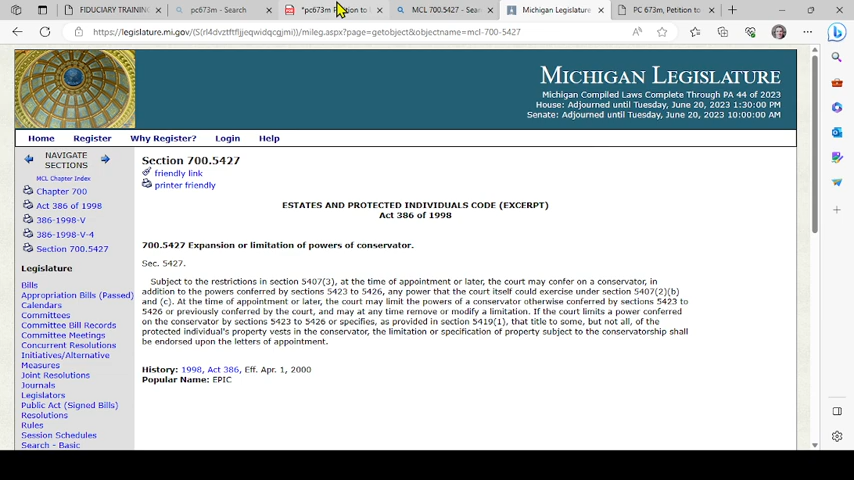 FIDUCIARY TRAINING
pc673m - Search
*pc673m Petition to
MCL 700.5427 - Sear
Michigan Legislature
PC 673m, Petition to
https://legislature.mi.gov/(S(rl4dvztftfljjeqwidqcgjmi))/mileg.aspx?page=getobject&objectname=mcl-700-5427
MICHIGAN LEGISLATURE
Michigan Compiled Laws Complete Through PA 44 of 2023
House: Adjourned until Tuesday, June 20, 2023 1:30:00 PM
Senate: Adjourned until Tuesday, June 20, 2023 10:00:00 AM
Home Register Why Register? Login Help
NAVIGATE
SECTIONS
MCL Chapter Index
Chapter 700
Act 386 of 1998
386-1998-V
386-1998-V-4
Section 700.5427
Legislature
Bills
Appropriation Bills (Passed)
Calendars
Committees
Committee Bill Records
Committee Meetings
Concurrent Resolutions
Initiatives/Alternative
Measures
Joint Resolutions
Journals
Legislators
Public Act (Signed Bills)
Resolutions
Rules
Session Schedules
Search - Basic
Section 700.5427
friendly link
printer friendly
ESTATES AND PROTECTED INDIVIDUALS CODE (EXCERPT)
Act 386 of 1998
700.5427 Expansion or limitation of powers of conservator.
Sec. 5427.
Subject to the restrictions in section 5407(3), at the time of appointment or later, the court may confer on a conservator, in
addition to the powers conferred by sections 5423 to 5426, any power that the court itself could exercise under section 5407(2)(b)
and (c). At the time of appointment or later, the court may limit the powers of a conservator otherwise conferred by sections 5423 to
5426 or previously conferred by the court, and may at any time remove or modify a limitation. If the court limits a power conferred
on the conservator by sections 5423 to 5426 or specifies, as provided in section 5419(1), that title to some, but not all, of the
protected individual's property vests in the conservator, the limitation or specification of property subject to the conservatorship shall
be endorsed upon the letters of appointment.
History: 1998, Act 386, Eff. Apr. 1, 2000
Popular Name: EPIC